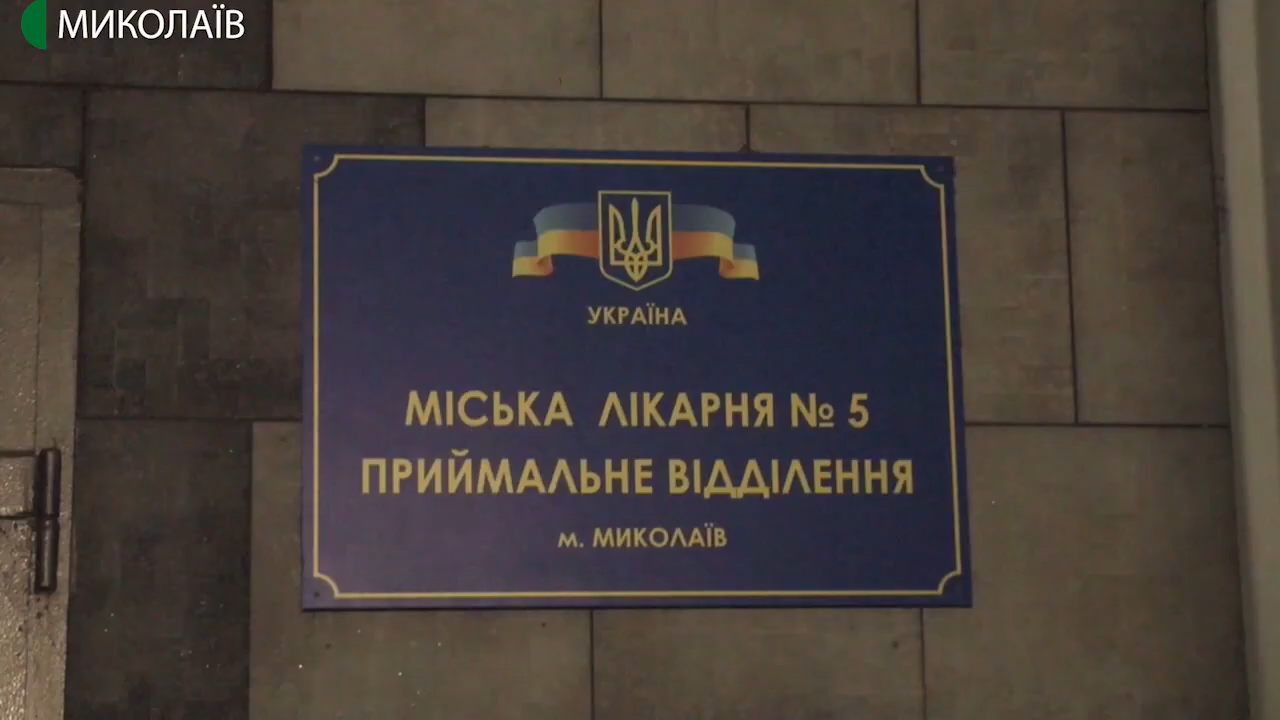 МИКОЛАЇВ
УКРАЇНА
МІСЬКА ЛІКАРНЯ № 5
ПРИЙМАЛЬНЕ ВІДДІЛЕННЯ
м. МИКОЛАЇВ